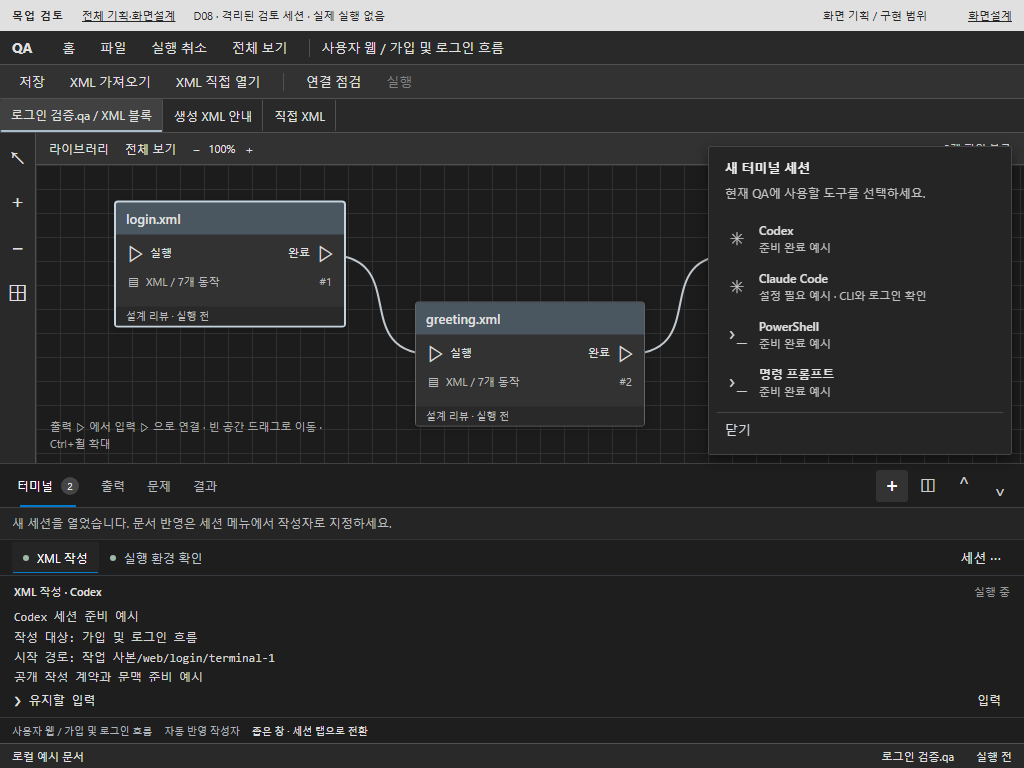 목업 검토 전체 기획·화면설계 D08 · 격리된 검토 세션 · 실제 실행 없음 화면 기획 / 구현 범위 화면설계
QA 홈 파일 실행 취소 전체 보기 사용자 웹 / 가입 및 로그인 흐름
저장 XML 가져오기 XML 직접 열기 연결 점검 실행
로그인 검증.qa / XML 블록 생성 XML 안내 직접 XML
라이브러리 전체 보기 − 100% +
login.xml
실행 완료
XML / 7개 동작 #1
설계 리뷰 · 실행 전
greeting.xml
실행 완료
XML / 7개 동작 #2
설계 리뷰 · 실행 전
출력 ▷ 에서 입력 ▷ 으로 연결 · 빈 공간 드래그로 이동 ·
Ctrl+휠 확대
새 터미널 세션
현재 QA에 사용할 도구를 선택하세요.
Codex
준비 완료 예시
Claude Code
설정 필요 예시 · CLI와 로그인 확인
PowerShell
준비 완료 예시
명령 프롬프트
준비 완료 예시
닫기
터미널 2 출력 문제 결과
새 세션을 열었습니다. 문서 반영은 세션 메뉴에서 작성자로 지정하세요.
XML 작성 실행 환경 확인 세션 ···
XML 작성 · Codex 실행 중
Codex 세션 준비 예시
작성 대상: 가입 및 로그인 흐름
시작 경로: 작업 사본/web/login/terminal-1
공개 작성 계약과 문맥 준비 예시
❯ 유지할 입력 입력
사용자 웹 / 가입 및 로그인 흐름 자동 반영 작성자 좁은 창 · 세션 탭으로 전환
로컬 예시 문서 로그인 검증.qa 실행 전